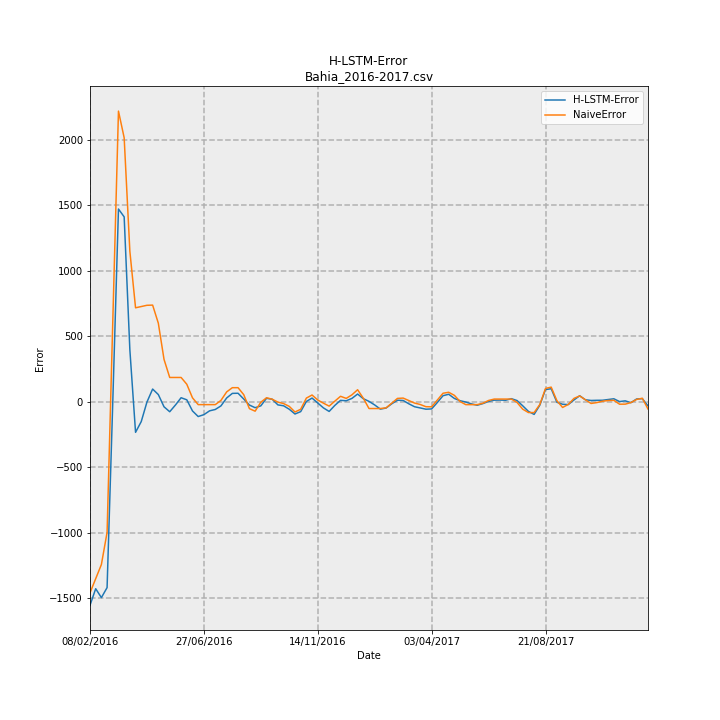 H-LSTM-Error
Bahia_2016-2017.csv
H-LSTM-Error
NaiveError
2000
1500
1000
500
0
−500
−1000
−1500
Error
08/02/2016 27/06/2016 14/11/2016 03/04/2017 21/08/2017
Date